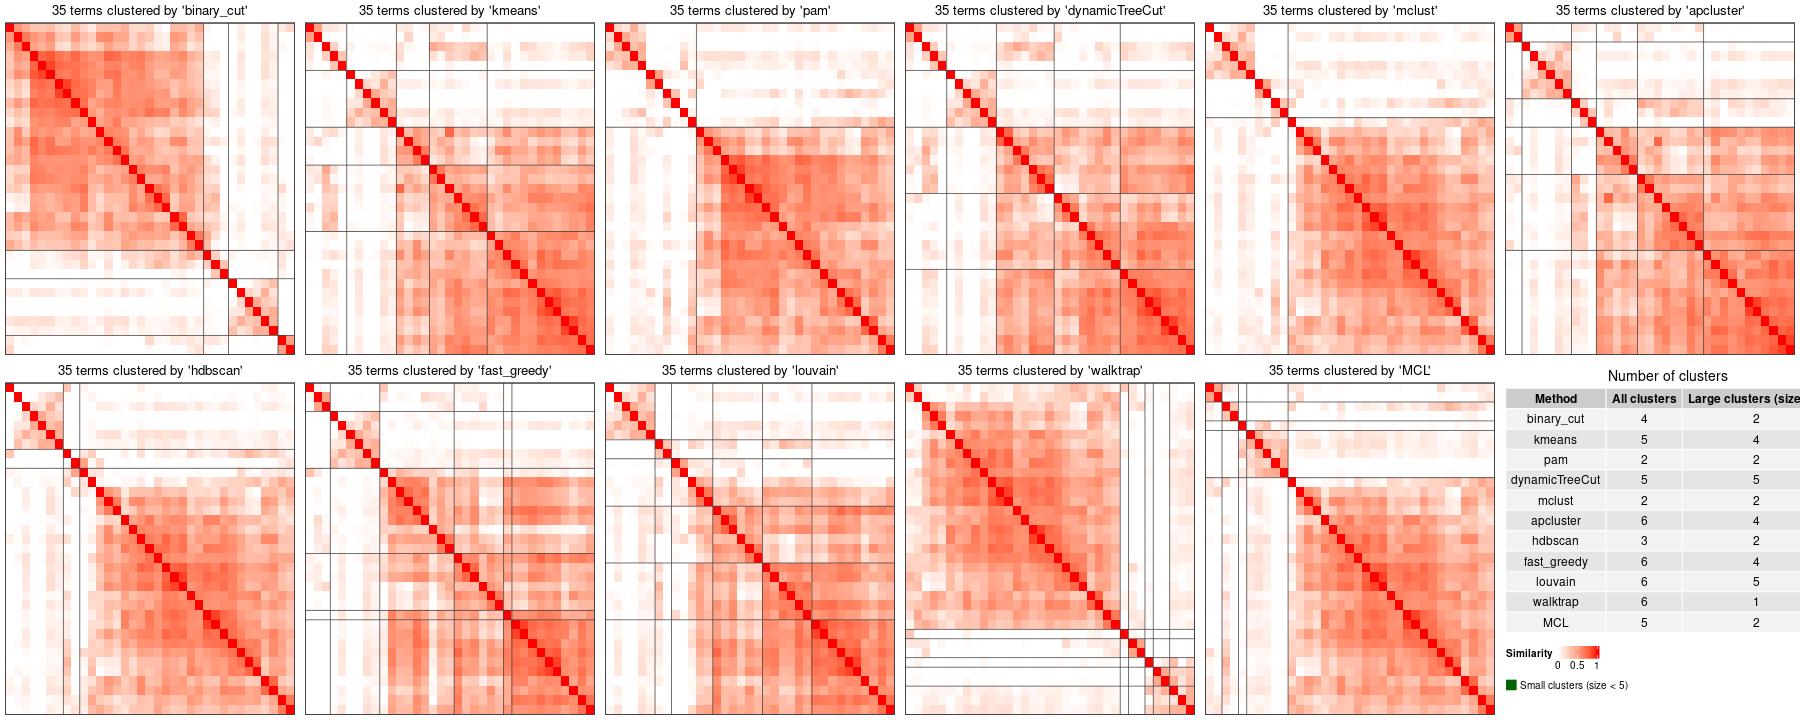 35 terms clustered by 'binary_cut'
35 terms clustered by 'kmeans'
35 terms clustered by 'pam'
35 terms clustered by 'dynamicTreeCut'
35 terms clustered by 'mclust'
35 terms clustered by 'apcluster'
35 terms clustered by 'hdbscan'
35 terms clustered by 'fast_greedy'
35 terms clustered by 'louvain'
35 terms clustered by 'walktrap'
35 terms clustered by 'MCL'
Number of clusters
Method All clusters Large clusters (size
binary_cut 4 2
kmeans 5 4
pam 2 2
dynamicTreeCut 5 5
mclust 2 2
apcluster 6 4
hdbscan 3 2
fast_greedy 6 4
louvain 6 5
walktrap 6 1
MCL 5 2
Similarity
0 0.5 1
Small clusters (size < 5)